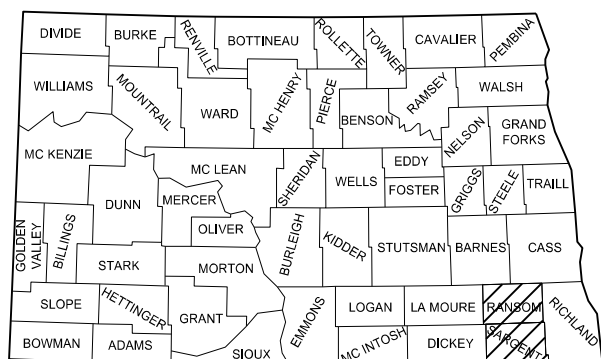 DIVIDE
BURKE
RENVILLE
BOTTINEAU
ROLLETTE
TOWNER
CAVALIER
PEMBINA
WILLIAMS
MOUNTRAIL
WARD
MC HENRY
PIERCE
BENSON
RAMSEY
WALSH
NELSON
GRAND
FORKS
MC KENZIE
MC LEAN
SHERIDAN
WELLS
EDDY
FOSTER
GRIGGS
STEELE
TRAILL
DUNN
MERCER
OLIVER
GOLDEN
VALLEY
BILLINGS
STARK
MORTON
BURLEIGH
KIDDER
STUTSMAN
BARNES
CASS
SLOPE
HETTINGER
GRANT
EMMONS
LOGAN
LA MOURE
RANSOM
RICHLAND
BOWMAN
ADAMS
SIOUX
MC INTOSH
DICKEY
SARGENT